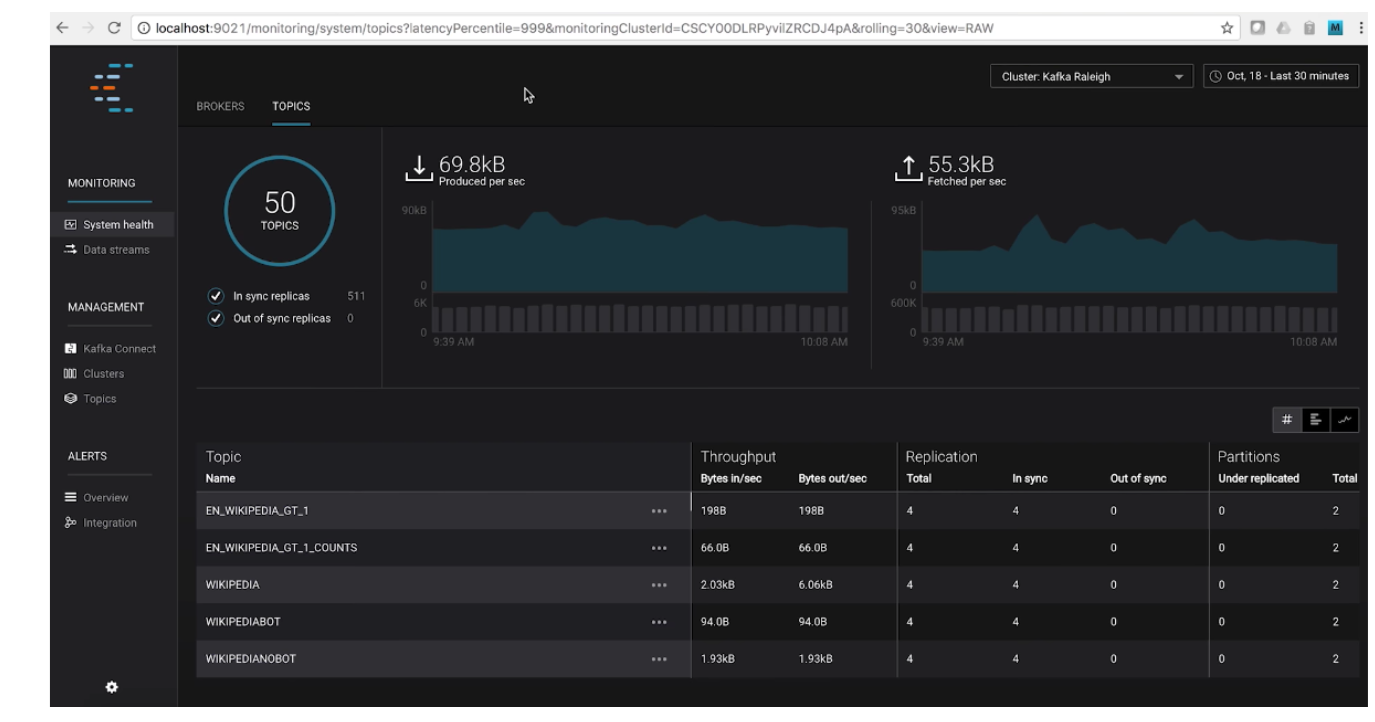 localhost:9021/monitoring/system/topics?latencyPercentile=999&monitoringClusterId=CSCY00DLRPyvilZRCDJ4pA&rolling=30&view=RAW
M
Cluster: Kafka Raleigh
Oct, 18 - Last 30 minutes
BROKERS TOPICS
MONITORING
System health
Data streams
MANAGEMENT
Kafka Connect
Clusters
Topics
ALERTS
Overview
Integration
50
TOPICS
In sync replicas 511
Out of sync replicas 0
69.8kB
Produced per sec
90kB
0
6K
0
9:39 AM 10:08 AM
55.3kB
Fetched per sec
95kB
0
600K
0
9:39 AM 10:08 AM
#
Topic Throughput Replication Partitions
Name Bytes in/sec Bytes out/sec Total In sync Out of sync Under replicated Total
EN_WIKIPEDIA_GT_1 ••• 198B 198B 4 4 0 0 2
EN_WIKIPEDIA_GT_1_COUNTS ••• 66.0B 66.0B 4 4 0 0 2
WIKIPEDIA ••• 2.03kB 6.06kB 4 4 0 0 2
WIKIPEDIABOT ••• 94.0B 94.0B 4 4 0 0 2
WIKIPEDIANOBOT ••• 1.93kB 1.93kB 4 4 0 0 2